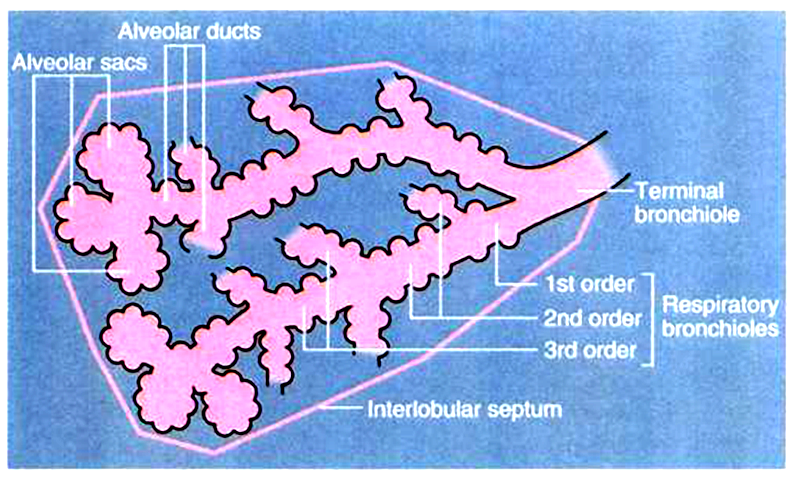 Alveolar ducts
Alveolar sacs
Terminal
bronchiole
1st order
2nd order
3rd order
Respiratory
bronchioles
Interlobular septum